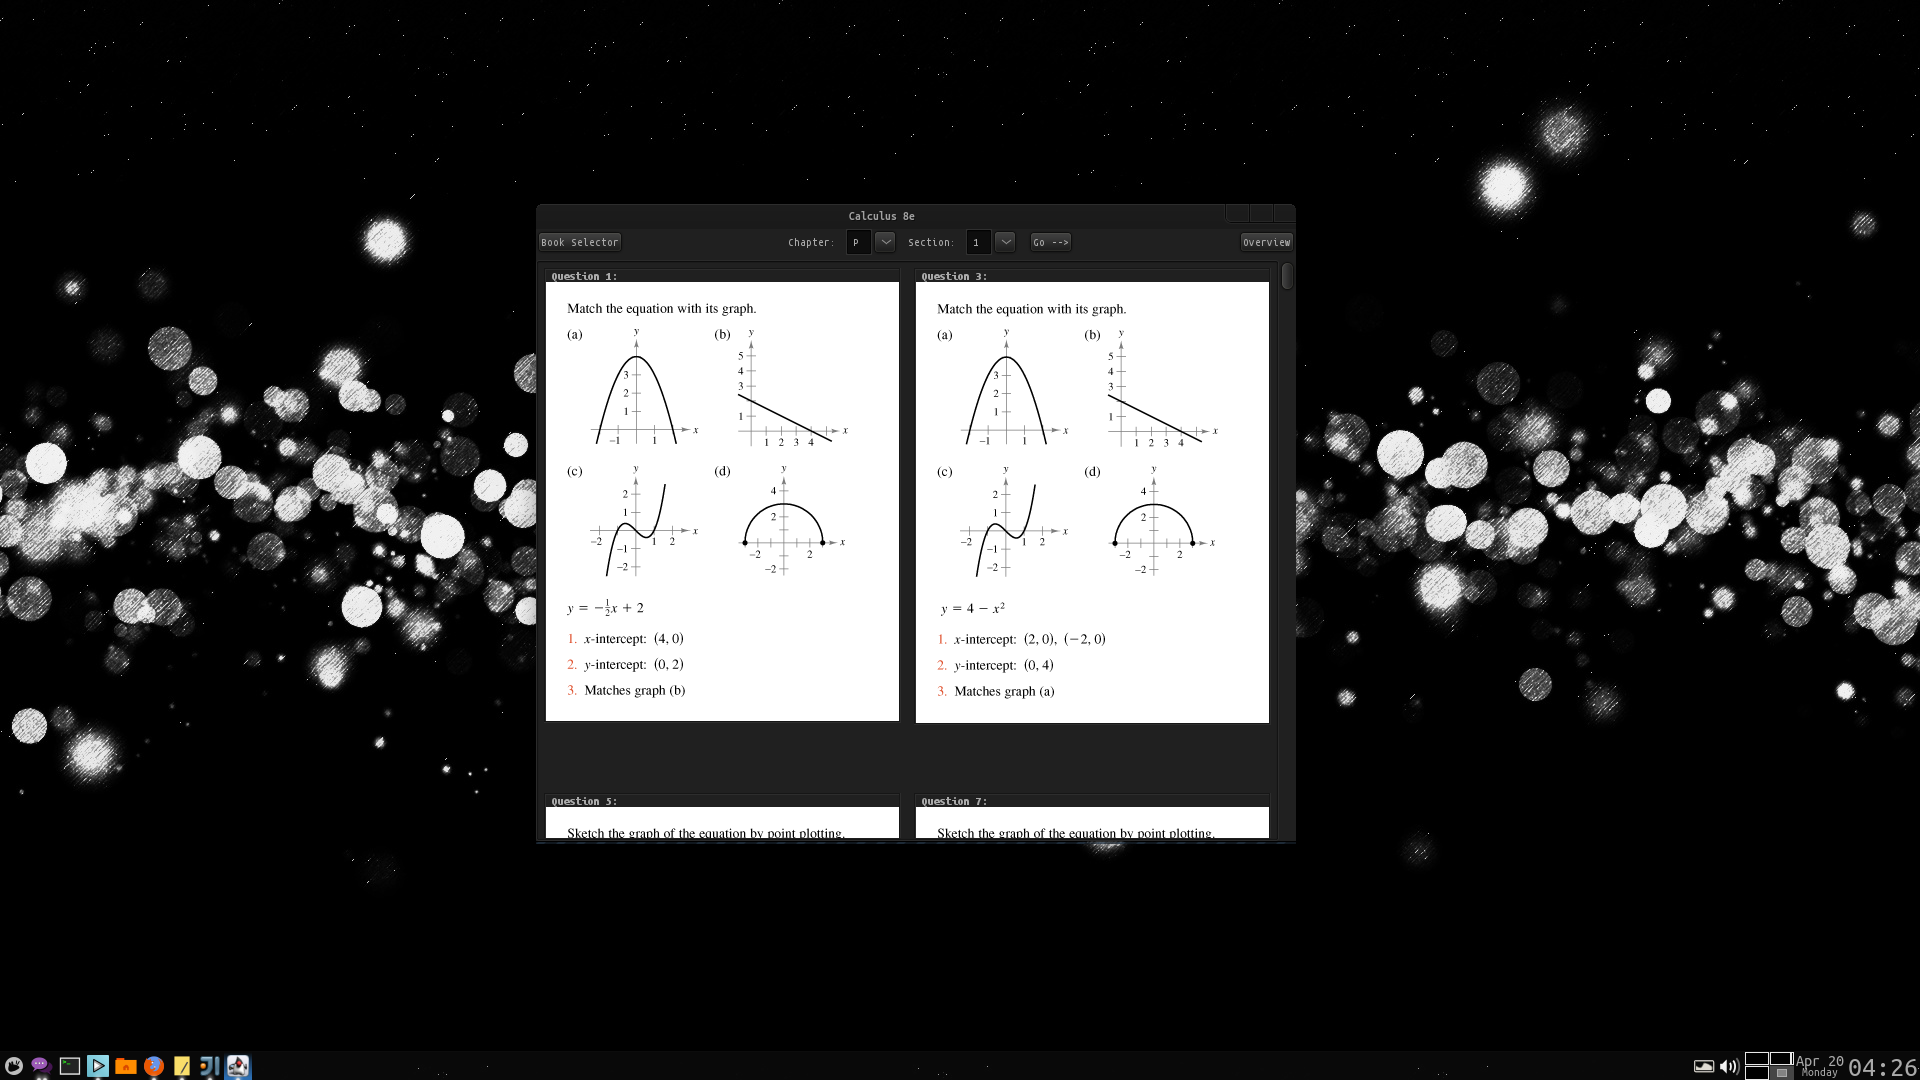 Calculus 8e
Book Selector
Chapter: P
Section: 1
Go -->
Overview
Question 1:
Match the equation with its graph.
(a)
y
3
2
1
−1 1
x
(b)
y
5
4
3
1
1 2 3 4
x
(c)
y
2
1
−2 1 2
x
−1
−2
(d)
y
4
2
−2 2
x
−2
y = −½x + 2
1. x-intercept: (4, 0)
2. y-intercept: (0, 2)
3. Matches graph (b)
Question 3:
Match the equation with its graph.
(a)
y
3
2
1
−1 1
x
(b)
y
5
4
3
1
1 2 3 4
x
(c)
y
2
1
−2 1 2
x
−1
−2
(d)
y
4
2
−2 2
x
−2
y = 4 − x²
1. x-intercept: (2, 0), (−2, 0)
2. y-intercept: (0, 4)
3. Matches graph (a)
Question 5:
Sketch the graph of the equation by point plotting.
Question 7:
Sketch the graph of the equation by point plotting.
Apr 20
Monday
04:26